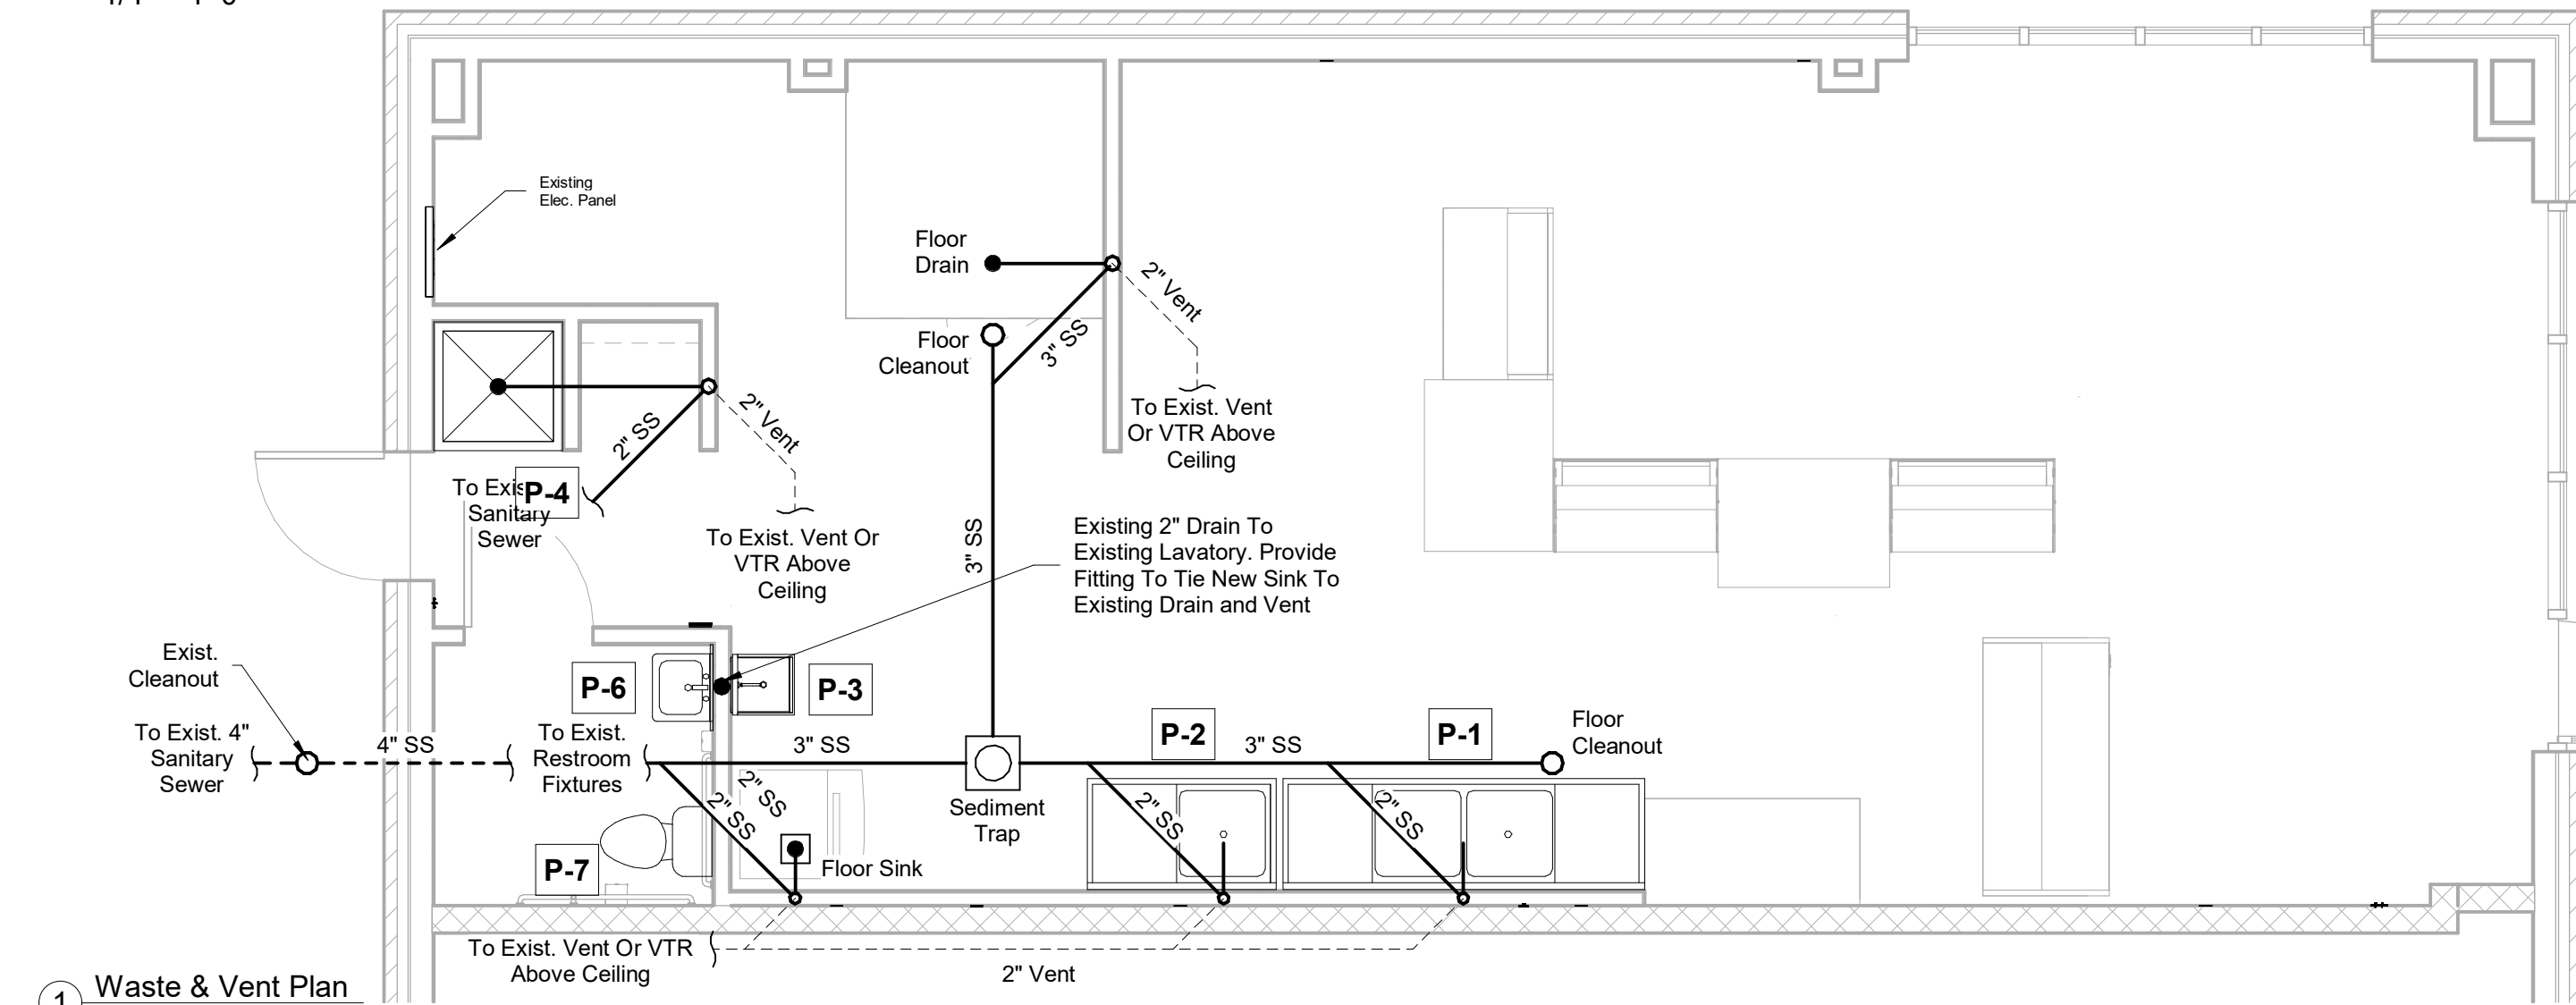 Existing
Elec. Panel
Floor
Drain
2" Vent
Floor
Cleanout
3" SS
2" SS
2" Vent
To Exist. Vent
Or VTR Above
Ceiling
P-4
Sanitary
Sewer
To Exist. Vent Or
VTR Above
Ceiling
3" SS
Existing 2" Drain To
Existing Lavatory. Provide
Fitting To Tie New Sink To
Existing Drain and Vent
Exist.
Cleanout
P-6
P-3
To Exist. 4"
Sanitary
Sewer
4" SS
To Exist.
Restroom
Fixtures
3" SS
P-2
3" SS
P-1
Floor
Cleanout
2" SS
2" SS
Sediment
Trap
2" SS
2" SS
P-7
Floor Sink
To Exist. Vent Or VTR
Above Ceiling
2" Vent
1
Waste & Vent Plan